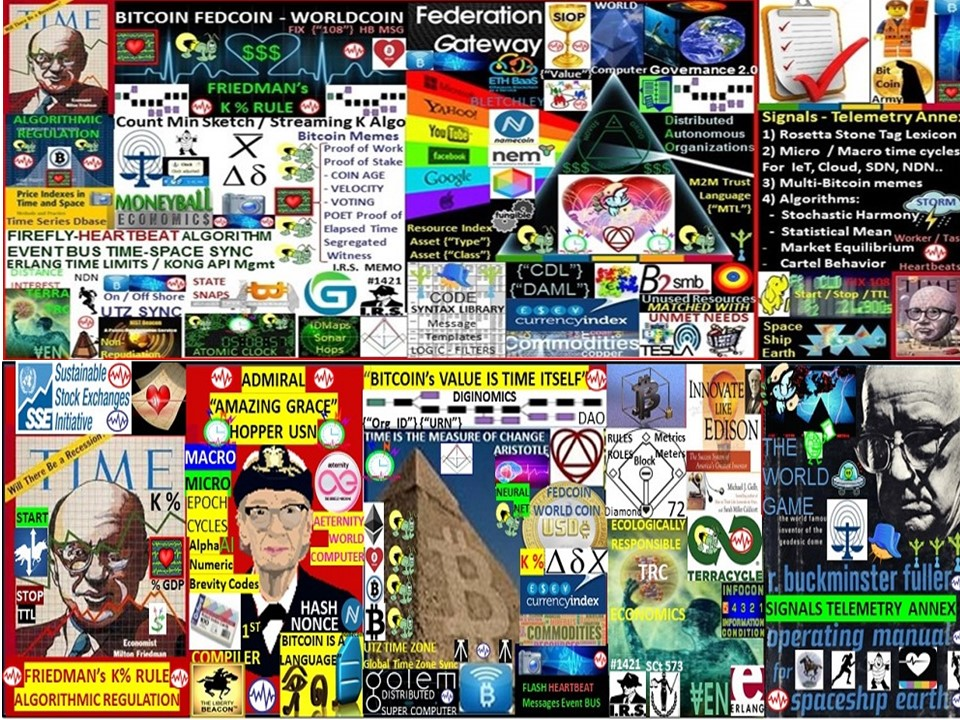 TIME
BITCOIN FEDCOIN - WORLDCOIN
FIX {"108"} HB MSG
$$$
FRIEDMAN's
K % RULE
Economist
Milton Friedman
ALGORITHMIC
REGULATION
Count Min Sketch / Streaming K Algo
Bitcoin Memes
Proof of Work
Proof of Stake
- COIN AGE
- VELOCITY
- VOTING
POET Proof of
Elapsed Time
Segregated
Witness
X
Δδ
Price Indexes in
Time and Space
Time Series Dbase
MONEYBALL
ECONOMICS
FIREFLY-HEARTBEAT ALGORITHM
EVENT BUS TIME-SPACE SYNC
ERLANG TIME LIMITS / KONG API Mgmt
I.R.S. MEMO
#1421
I.R.S.
DISTANCE
INTEREST
TERRA
TRC
¥EN
NDN
On / Off Shore
UTZ SYNC
Non-
Repudiation
STATE
SNAPS
ATOMIC CLOCK
IDMaps
Sonar
Hops
Federation
Gateway
SIOP
{"Value"}
WORLD
Computer Governance 2.0
ETH BaaS
BLETCHLEY
Microsoft
YAHOO!
YouTube
facebook
Google
namecoin
nem
fungible
Distributed
Autonomous
Organizations
$$$ $$$
M2M Trust
Language
{"MTL"}
Resource Index
Asset {"Type"}
Asset {"Class"}
CODE
SYNTAX LIBRARY
Message
Templates
LOGIC - FILTERS
{"CDL"}
{"DAML"}
currencyindex
Commodities
copper
B2smb
Unused Resources
MATCHED WITH
UNMET NEEDS
TESLA
Bit
Coin
Army
Signals - Telemetry Annex
1) Rosetta Stone Tag Lexicon
2) Micro / Macro time cycles
For IeT, Cloud, SDN, NDN..
3) Multi-Bitcoin memes
4) Algorithms:
- Stochastic Harmony
- Statistical Mean
- Market Equilibrium
- Cartel Behavior
STORM
Worker / Task
Heartbeats
FIX 108
Start / Stop / TTL
Space
Ship
Earth
SSE
Sustainable
Stock Exchanges
Initiative
Will There Be a Recession
TIME
K %
START
STOP
TTL
% GDP
Economist
Milton Friedman
FRIEDMAN's K% RULE
ALGORITHMIC REGULATION
ADMIRAL
"AMAZING GRACE"
HOPPER USN
MACRO
MICRO
EPOCH
CYCLES
Alpha
Numeric
Brevity Codes
aeternity
AETERNITY
WORLD
COMPUTER
1ST
COMPILER
HASH
NONCE
BITCOIN IS A
LANGUAGE
THE LIBERTY
BEACON
"BITCOIN's VALUE IS TIME ITSELF"
DIGINOMICS
{"Org_ID"}{"URN"}
DAO
TIME IS THE MEASURE OF CHANGE
ARISTOTLE
NEURAL
NET
FEDCOIN
WORLD COIN
USD
K %
ΔδX
currencyindex
COMMODITIES
UTZ TIME ZONE
Global Time Zone Sync
golem
DISTRIBUTED
SUPER COMPUTER
FLASH HEARTBEAT
Messages Event BUS
INNOVATE
LIKE
EDISON
RULES
ROLES
Metrics
Meters
Block
Diamond
72
ECOLOGICALLY
RESPONSIBLE
TRC
ECONOMICS
TERRACYCLE
INFOCON
4 3 2 1
INFORMATION
CONDITION
#1421
SCt 573
I.R.S.
¥EN
ERLANG
THE
WORLD
GAME
the world famous
inventor of the
geodesic dome
r. buckminster fuller
SIGNALS TELEMETRY ANNEX
operating manual
for
spaceship earth